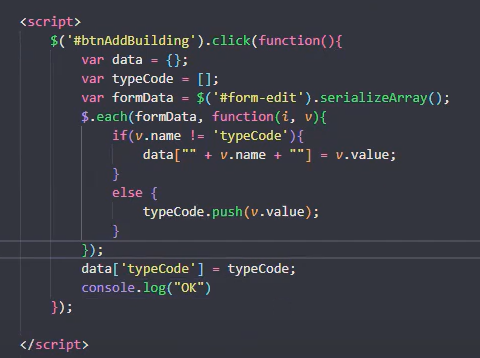 <script>
$('#btnAddBuilding').click(function(){
var data = {};
var typeCode = [];
var formData = $('#form-edit').serializeArray();
$.each(formData, function(i, v){
if(v.name != 'typeCode'){
data["" + v.name + ""] = v.value;
}
else {
typeCode.push(v.value);
}
});
data['typeCode'] = typeCode;
console.log("OK")
});
</script>